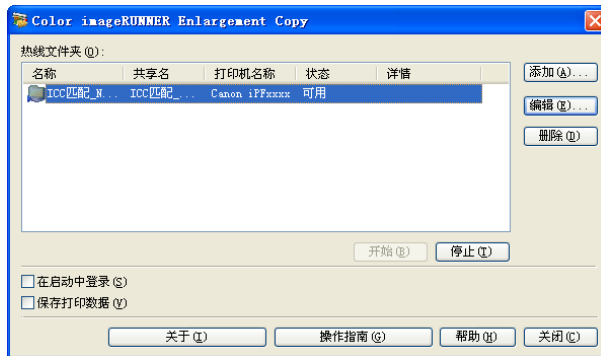 Color imageRUNNER Enlargement Copy
热线文件夹(O):
名称 共享名 打印机名称 状态 详情
ICC匹配_N... ICC匹配_... Canon iPFxxxx 可用
添加(A)...
编辑(E)...
删除(D)
开始(B) 停止(T)
在启动中登录(S)
保存打印数据(V)
关于(I) 操作指南(G) 帮助(H) 关闭(C)